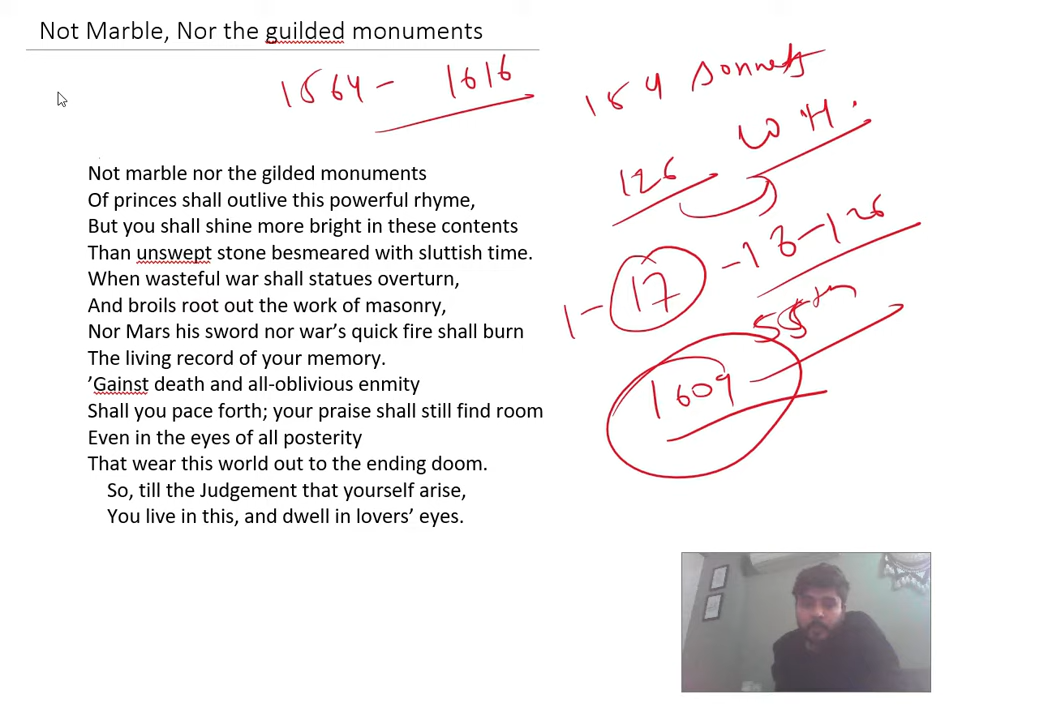 Not Marble, Nor the guilded monuments
1564 - 1616
154 Sonnets
W H.
126
1 - 17 - 18 - 126
55th
1609
Not marble nor the gilded monuments
Of princes shall outlive this powerful rhyme,
But you shall shine more bright in these contents
Than unswept stone besmeared with sluttish time.
When wasteful war shall statues overturn,
And broils root out the work of masonry,
Nor Mars his sword nor war’s quick fire shall burn
The living record of your memory.
’Gainst death and all-oblivious enmity
Shall you pace forth; your praise shall still find room
Even in the eyes of all posterity
That wear this world out to the ending doom.
So, till the Judgement that yourself arise,
You live in this, and dwell in lovers’ eyes.